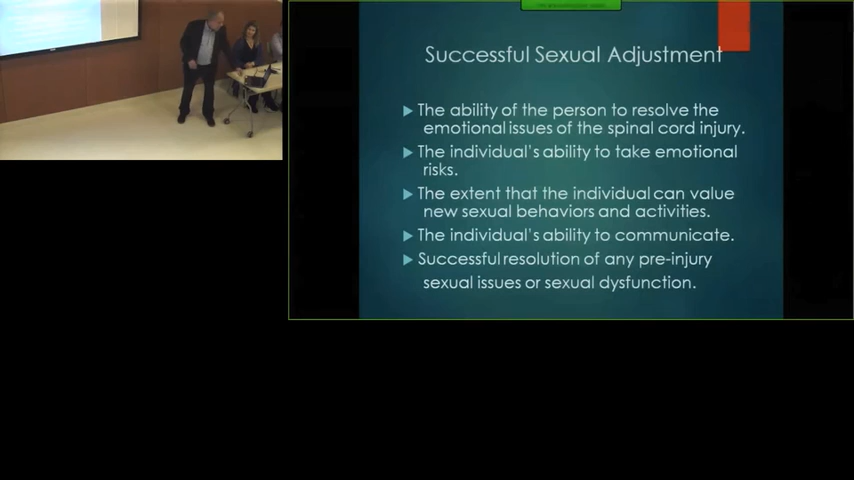 Successful Sexual Adjustment
The ability of the person to resolve the
emotional issues of the spinal cord injury.
The individual's ability to take emotional
risks.
The extent that the individual can value
new sexual behaviors and activities.
The individual's ability to communicate.
Successful resolution of any pre-injury
sexual issues or sexual dysfunction.